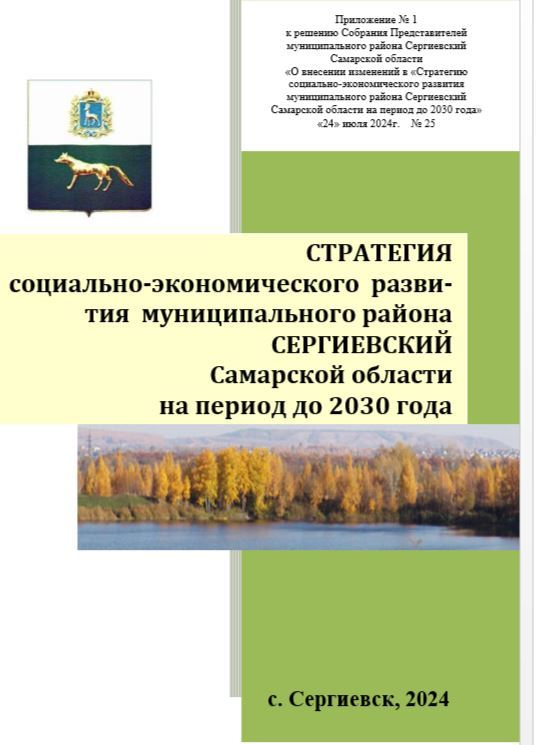 Приложение № 1
к решению Собрания Представителей
муниципального района Сергиевский
Самарской области
«О внесении изменений в «Стратегию
социально-экономического развития
муниципального района Сергиевский
Самарской области на период до 2030 года»
«24» июля 2024г. № 25
СТРАТЕГИЯ
социально-экономического разви-
тия муниципального района
СЕРГИЕВСКИЙ
Самарской области
на период до 2030 года
с. Сергиевск, 2024